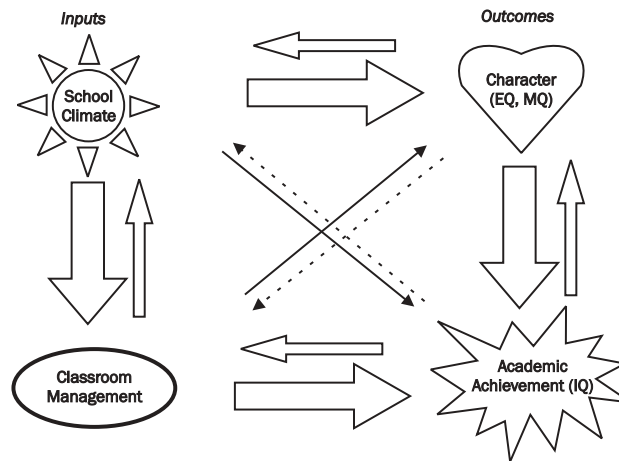 Inputs
Outcomes
School
Climate
Character
(EQ, MQ)
Classroom
Management
Academic
Achievement (IQ)